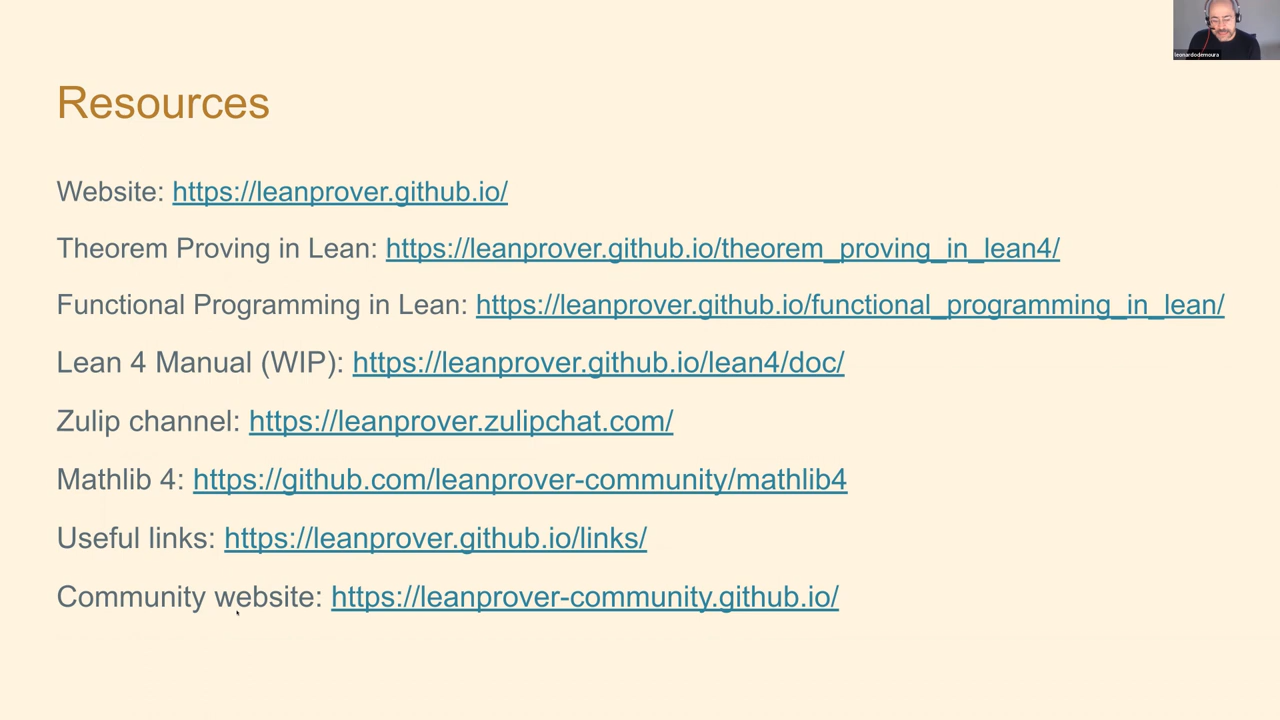 leonardodemoura
Resources
Website: https://leanprover.github.io/
Theorem Proving in Lean: https://leanprover.github.io/theorem_proving_in_lean4/
Functional Programming in Lean: https://leanprover.github.io/functional_programming_in_lean/
Lean 4 Manual (WIP): https://leanprover.github.io/lean4/doc/
Zulip channel: https://leanprover.zulipchat.com/
Mathlib 4: https://github.com/leanprover-community/mathlib4
Useful links: https://leanprover.github.io/links/
Community website: https://leanprover-community.github.io/